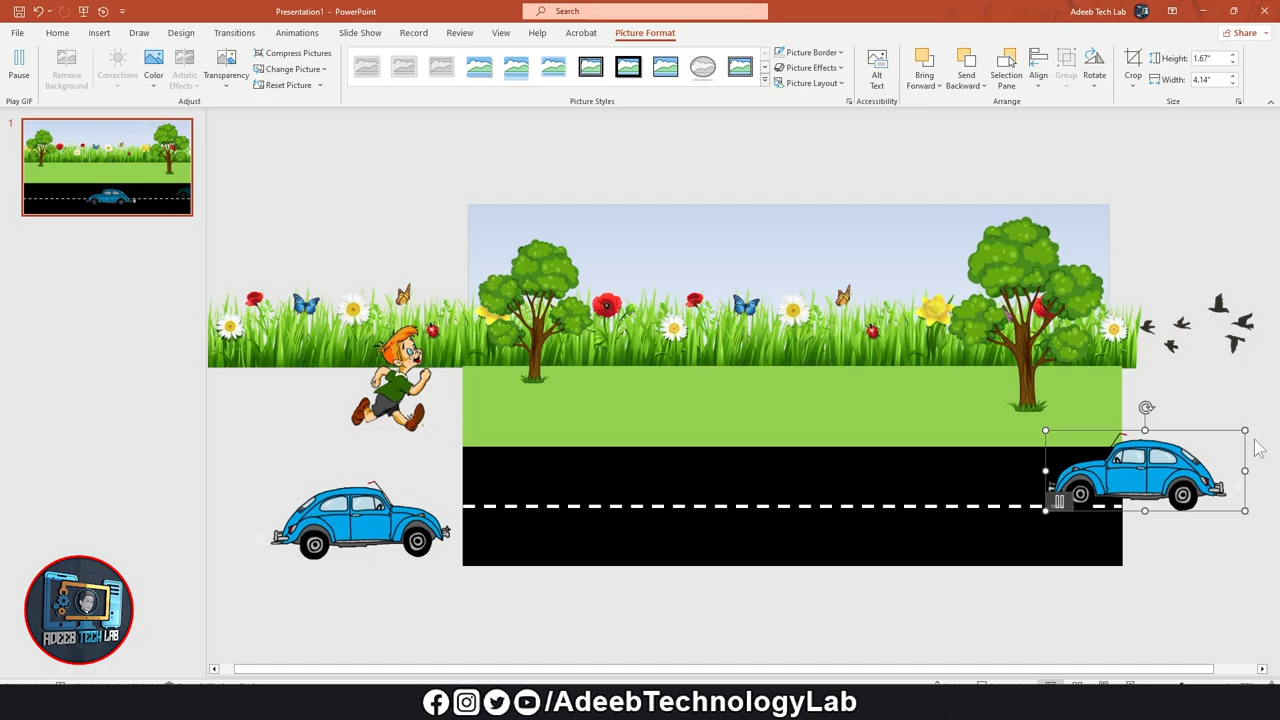 Presentation1 - PowerPoint
Search
Adeeb Tech Lab
File Home Insert Draw Design Transitions Animations Slide Show Record Review View Help Acrobat Picture Format
Share
Pause
Play GIF
Remove Background
Corrections
Color
Artistic Effects
Transparency
Compress Pictures
Change Picture
Reset Picture
Adjust
Picture Styles
Picture Border
Picture Effects
Picture Layout
Alt Text
Accessibility
Bring Forward
Send Backward
Selection Pane
Align
Group
Rotate
Arrange
Crop
Height: 1.67"
Width: 4.14"
Size
1
ADEEB TECH LAB
/AdeebTechnologyLab